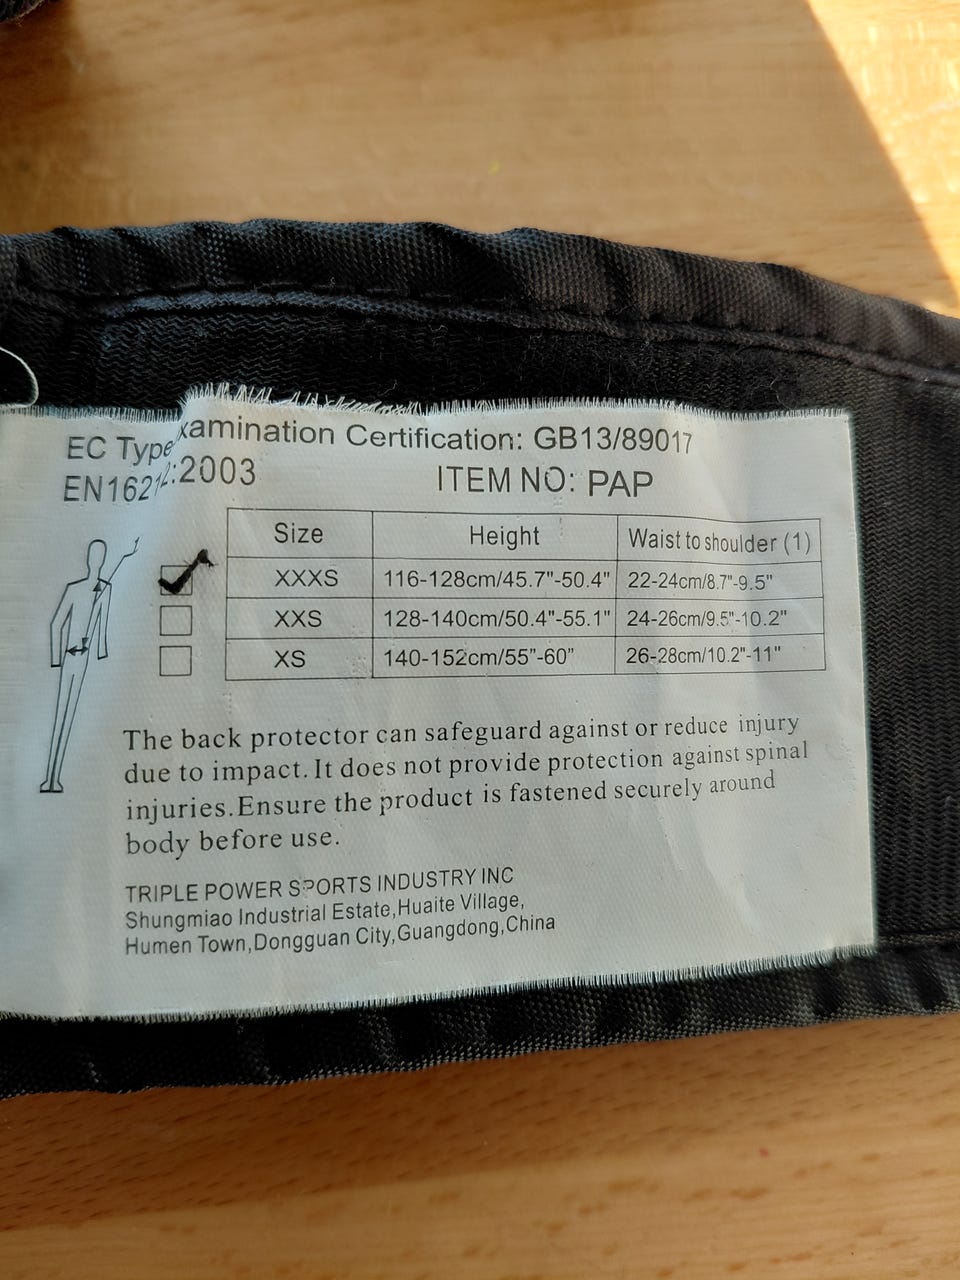 EC Type xamination Certification: GB13/89017
EN1621 2:2003 ITEM NO: PAP
Size Height Waist to shoulder (1)
XXXS 116-128cm/45.7"-50.4" 22-24cm/8.7"-9.5"
XXS 128-140cm/50.4"-55.1" 24-26cm/9.5"-10.2"
XS 140-152cm/55"-60" 26-28cm/10.2"-11"
The back protector can safeguard against or reduce injury
due to impact. It does not provide protection against spinal
injuries. Ensure the product is fastened securely around
body before use.
TRIPLE POWER SPORTS INDUSTRY INC
Shungmiao Industrial Estate, Huaite Village,
Humen Town, Dongguan City, Guangdong, China